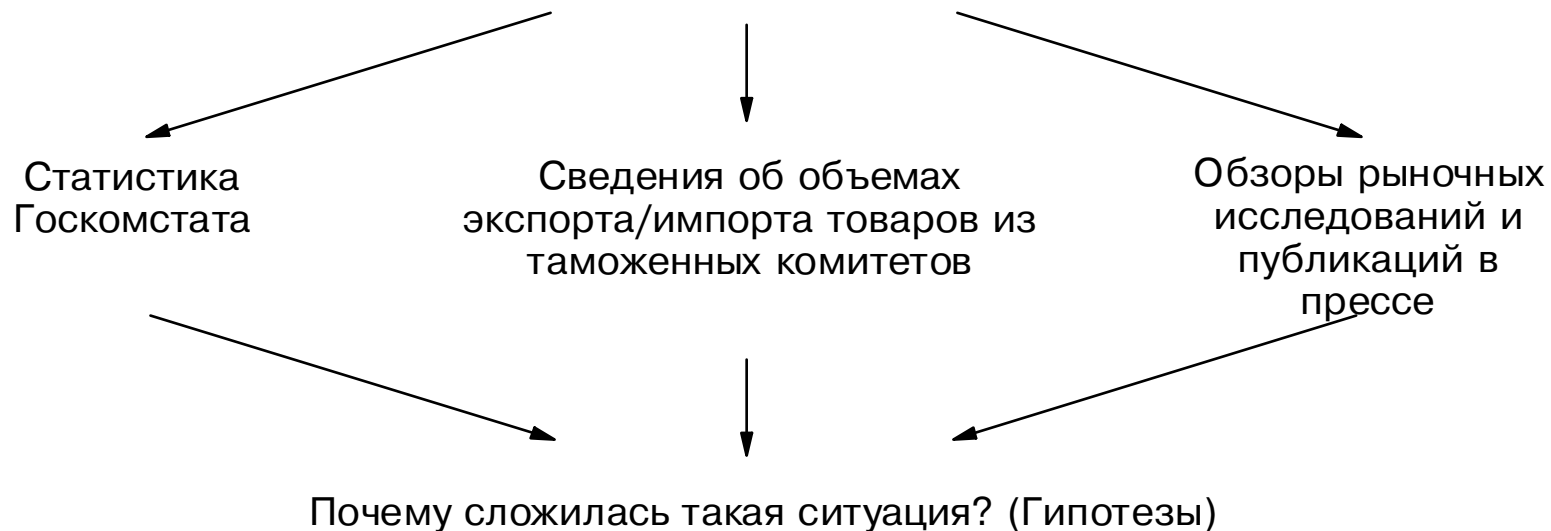 Статистика
Госкомстата
Сведения об объемах
экспорта/импорта товаров из
таможенных комитетов
Обзоры рыночных
исследований и
публикаций в
прессе
Почему сложилась такая ситуация? (Гипотезы)